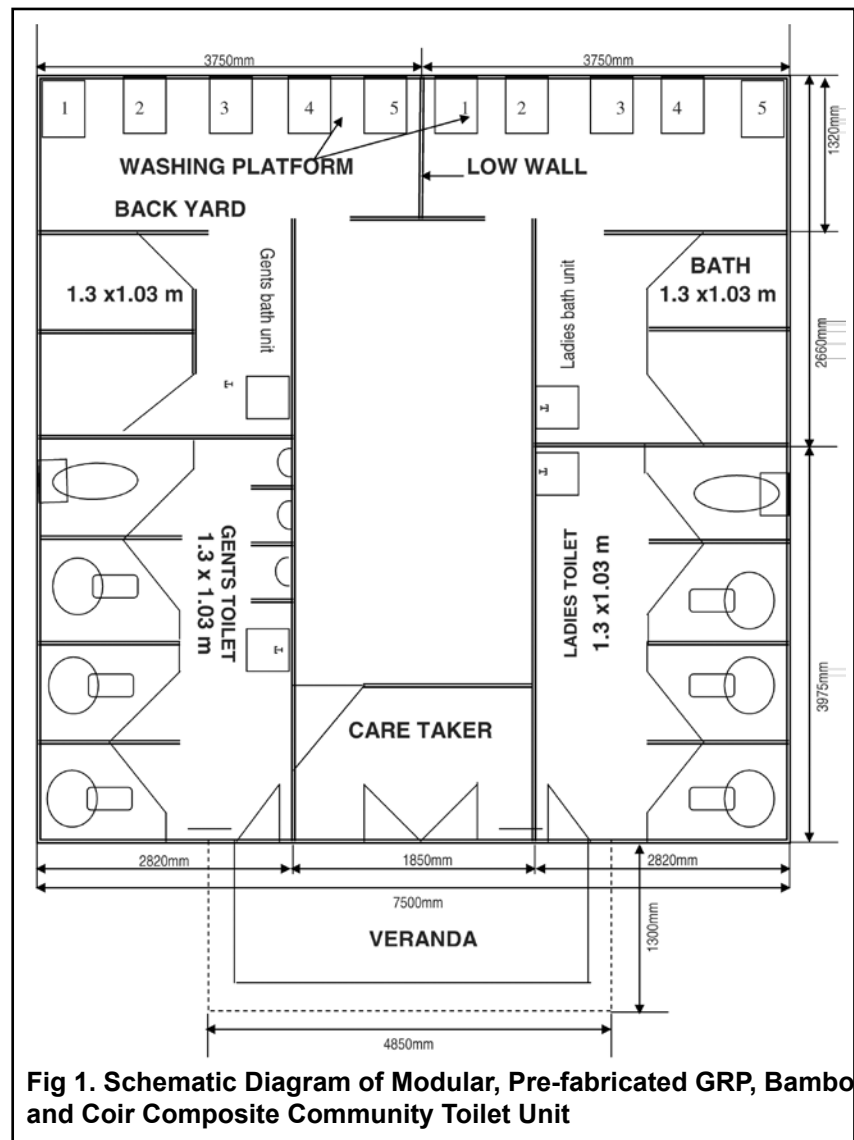 3750mm 3750mm
1 2 3 4 5 1 2 3 4 5
1320mm
WASHING PLATFORM LOW WALL
BACK YARD
Gents bath unit
Ladies bath unit
BATH
1.3 x1.03 m
1.3 x1.03 m
2660mm
GENTS TOILET
1.3 x 1.03 m
LADIES TOILET
1.3 x1.03 m
3975mm
CARE TAKER
2820mm 1850mm 2820mm
7500mm
VERANDA
1300mm
4850mm
Fig 1. Schematic Diagram of Modular, Pre-fabricated GRP, Bambo
and Coir Composite Community Toilet Unit